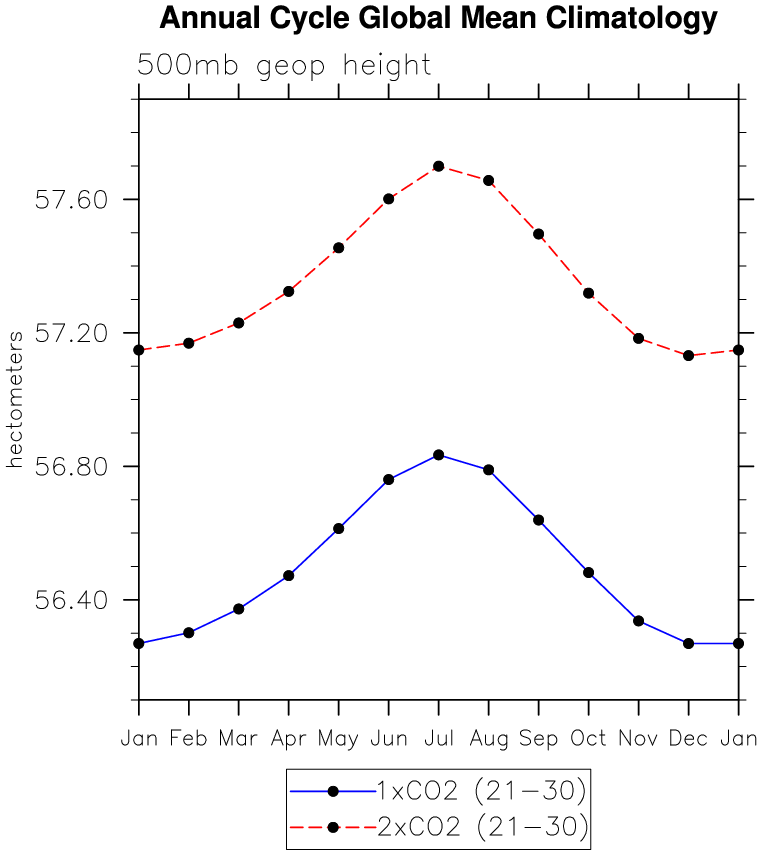 Annual Cycle Global Mean Climatology
500mb geop height
57.60
57.20
56.80
56.40
hectometers
Jan Feb Mar Apr May Jun Jul Aug Sep Oct Nov Dec Jan
1xCO2 (21-30)
2xCO2 (21-30)